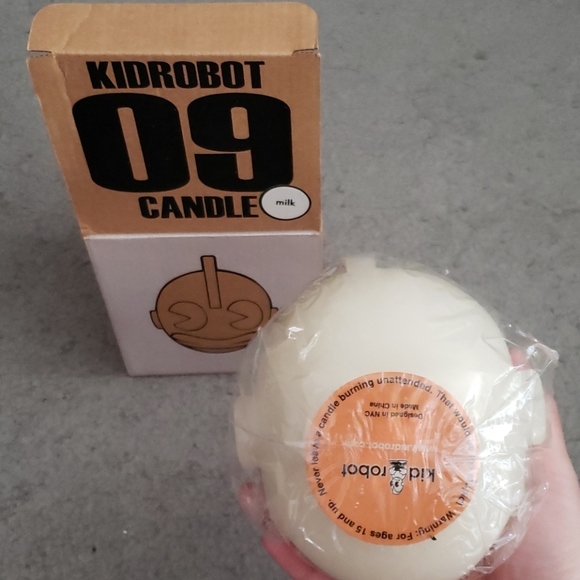 KIDROBOT
09
CANDLE
milk
Never leave candle burning unattended. That would
Warning: For ages 15 and up.
kidrobot
Designed in NYC
Made in China